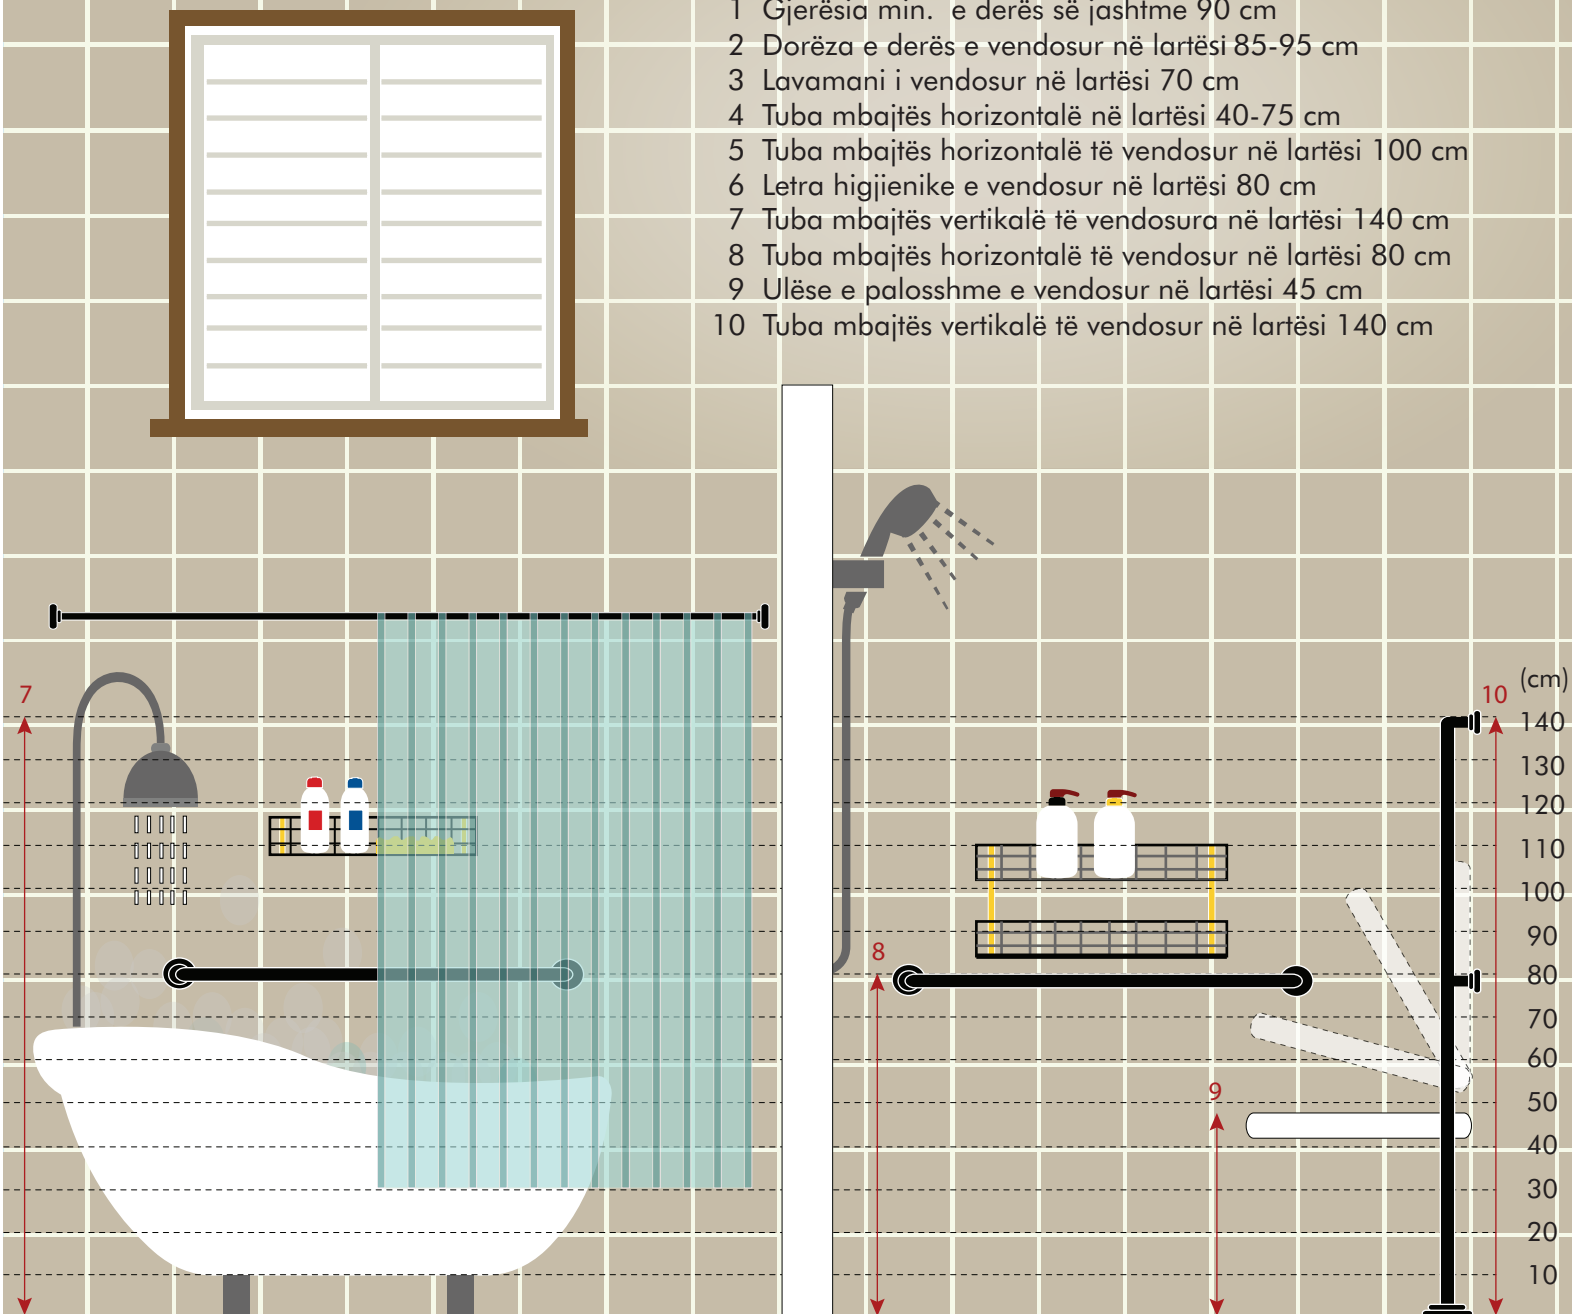 1 Gjerësia min. e derës së jashtme 90 cm
2 Dorëza e derës e vendosur në lartësi 85-95 cm
3 Lavamani i vendosur në lartësi 70 cm
4 Tuba mbajtës horizontalë në lartësi 40-75 cm
5 Tuba mbajtës horizontalë të vendosur në lartësi 100 cm
6 Letra higjienike e vendosur në lartësi 80 cm
7 Tuba mbajtës vertikalë të vendosura në lartësi 140 cm
8 Tuba mbajtës horizontalë të vendosur në lartësi 80 cm
9 Ulëse e palosshme e vendosur në lartësi 45 cm
10 Tuba mbajtës vertikalë të vendosur në lartësi 140 cm
7
8
9
10
(cm)
140
130
120
110
100
90
80
70
60
50
40
30
20
10